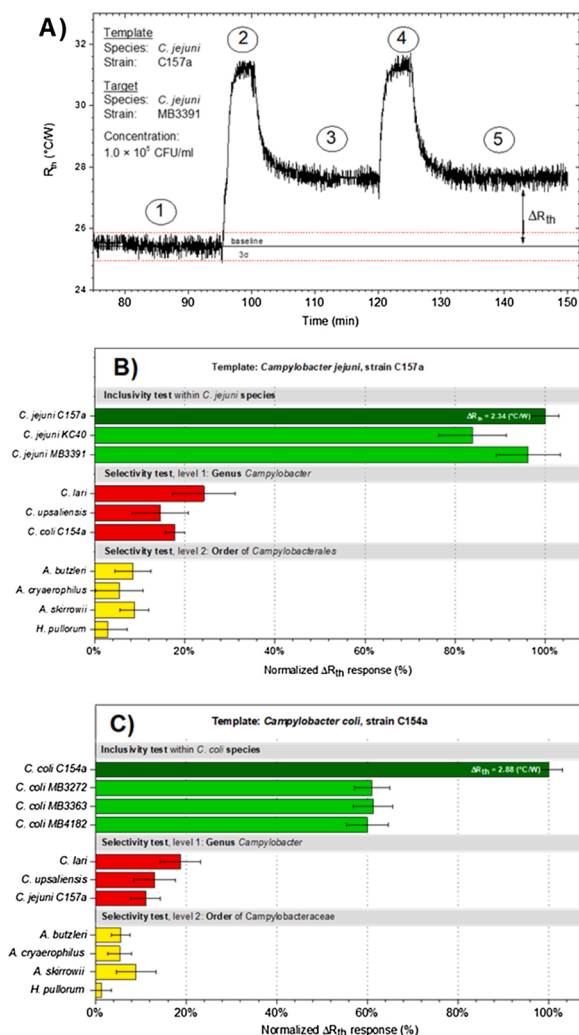 A)
Template
Species: C. jejuni
Strain: C157a
Target
Species: C. jejuni
Strain: MB3391
Concentration:
1.0 × 10⁵ CFU/ml
1
2
3
4
5
ΔRth
baseline
3σ
Rth (°C/W)
32
30
28
26
24
75 80 90 100 110 120 130 140 150
Time (min)
B)
Template: Campylobacter jejuni, strain C157a
Inclusivity test within C. jejuni species
C. jejuni C157a
ΔRth = 2.34 (°C/W)
C. jejuni KC40
C. jejuni MB3391
Selectivity test, level 1: Genus Campylobacter
C. lari
C. upsaliensis
C. coli C154a
Selectivity test, level 2: Order of Campylobacterales
A. butzleri
A. cryaerophilus
A. skirrowii
H. pullorum
0% 20% 40% 60% 80% 100%
Normalized ΔRth response (%)
C)
Template: Campylobacter coli, strain C154a
Inclusivity test within C. coli species
C. coli C154a
ΔRth = 2.88 (°C/W)
C. coli MB3272
C. coli MB3363
C. coli MB4182
Selectivity test, level 1: Genus Campylobacter
C. lari
C. upsaliensis
C. jejuni C157a
Selectivity test, level 2: Order of Campylobacteraceae
A. butzleri
A. cryaerophilus
A. skirrowii
H. pullorum
0% 20% 40% 60% 80% 100%
Normalized ΔRth response (%)